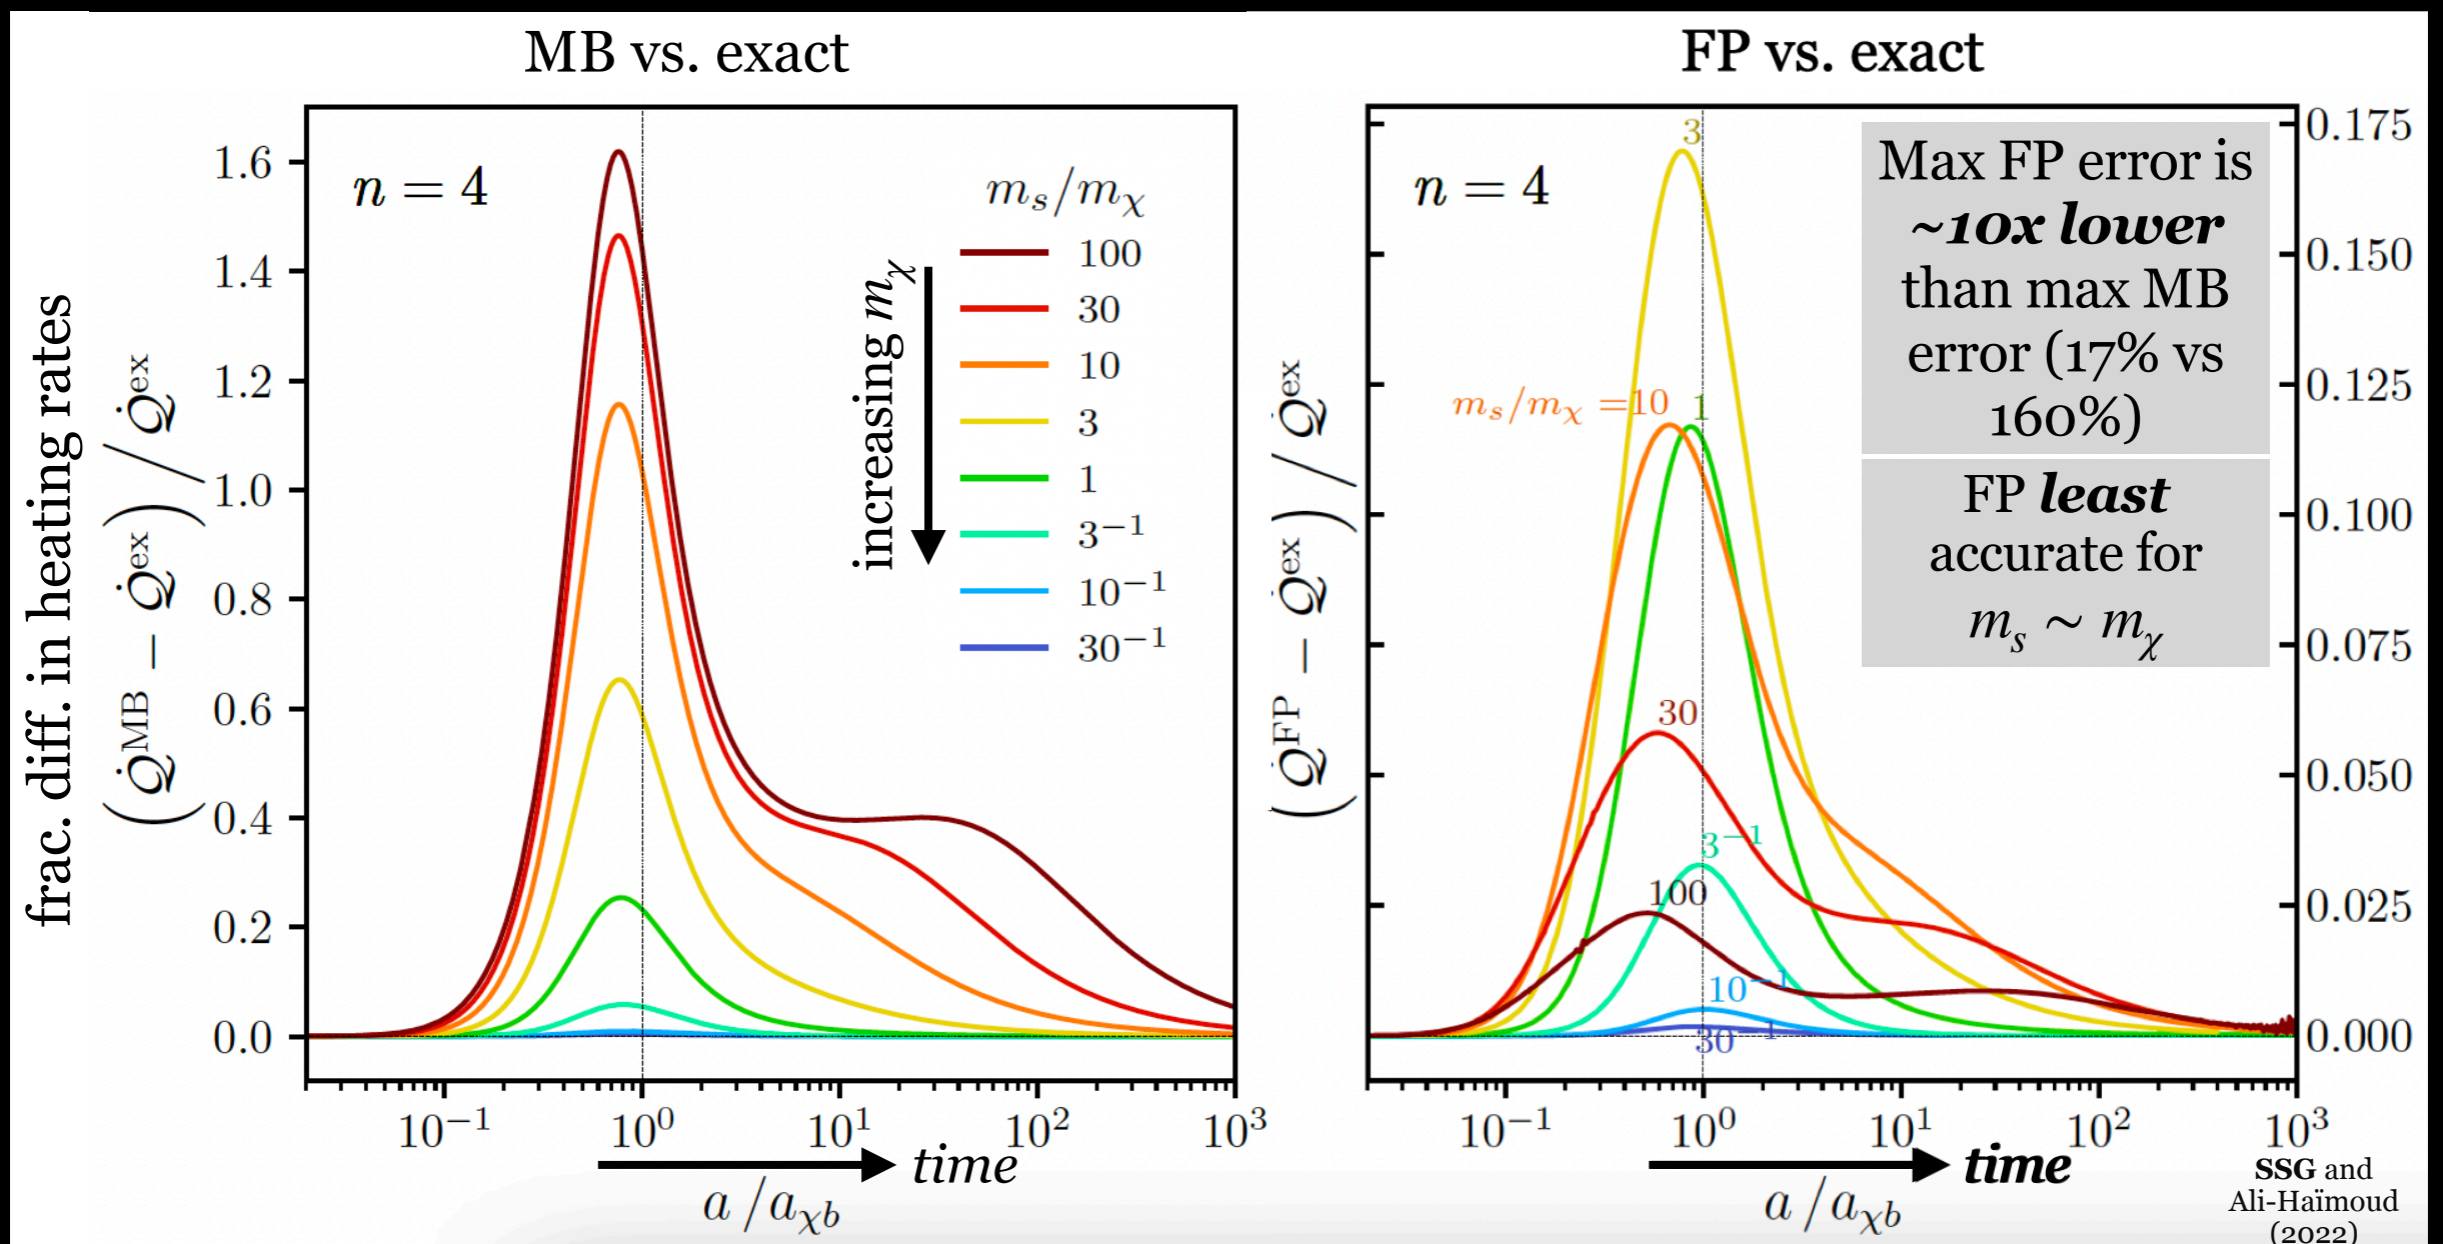 MB vs. exact
frac. diff. in heating rates
(Q̇^MB − Q̇^ex) / Q̇^ex
1.6
1.4
1.2
1.0
0.8
0.6
0.4
0.2
0.0
n = 4
increasing m_χ
m_s/m_χ
100
30
10
3
1
3^−1
10^−1
30^−1
10^−1
10^0
10^1
10^2
10^3
time
a / a_χb
FP vs. exact
(Q̇^FP − Q̇^ex) / Q̇^ex
n = 4
3
m_s/m_χ =10
1
30
3^−1
100
10^−1
30^−1
Max FP error is
~10x lower
than max MB
error (17% vs
160%)
FP least
accurate for
m_s ~ m_χ
0.175
0.150
0.125
0.100
0.075
0.050
0.025
0.000
10^−1
10^0
10^1
10^2
10^3
time
a / a_χb
SSG and
Ali-Haïmoud
(2022)